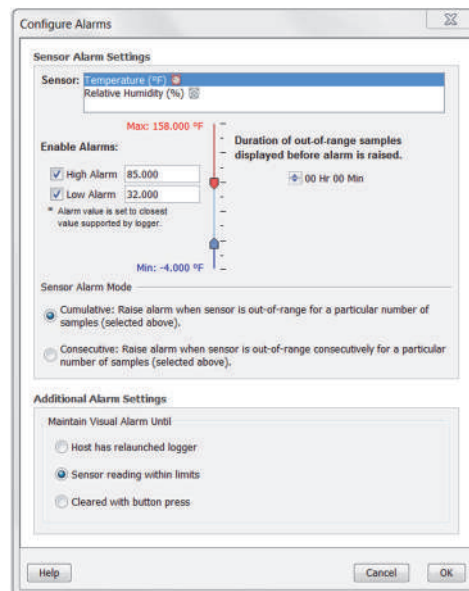 Configure Alarms
Sensor Alarm Settings
Sensor: Temperature (°F)
Relative Humidity (%)
Max: 158.000 °F
Enable Alarms:
High Alarm 85.000
Low Alarm 32.000
* Alarm value is set to closest
value supported by logger.
Min: -4.000 °F
Duration of out-of-range samples
displayed before alarm is raised.
00 Hr 00 Min
Sensor Alarm Mode
Cumulative: Raise alarm when sensor is out-of-range for a particular number of
samples (selected above).
Consecutive: Raise alarm when sensor is out-of-range consecutively for a particular
number of samples (selected above).
Additional Alarm Settings
Maintain Visual Alarm Until
Host has relaunched logger
Sensor reading within limits
Cleared with button press
Help
Cancel
OK